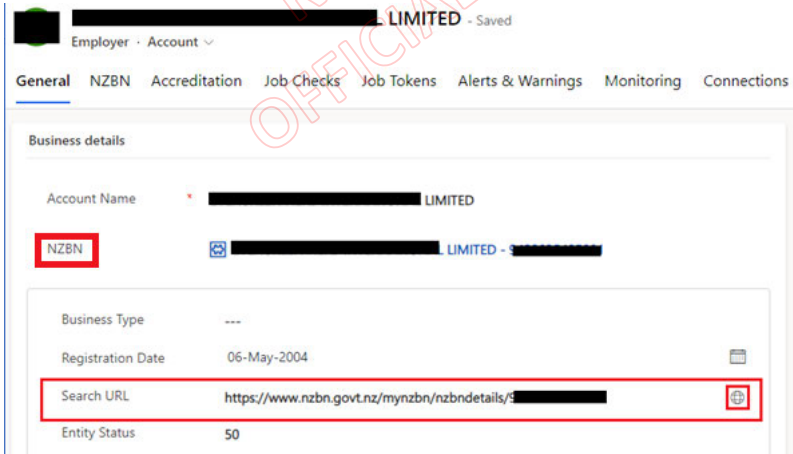 LIMITED - Saved
Employer · Account
General NZBN Accreditation Job Checks Job Tokens Alerts & Warnings Monitoring Connections
OFFICIAL
Business details
Account Name * LIMITED
NZBN LIMITED - 9
Business Type ---
Registration Date 06-May-2004
Search URL https://www.nzbn.govt.nz/mynzbn/nzbndetails/9
Entity Status 50